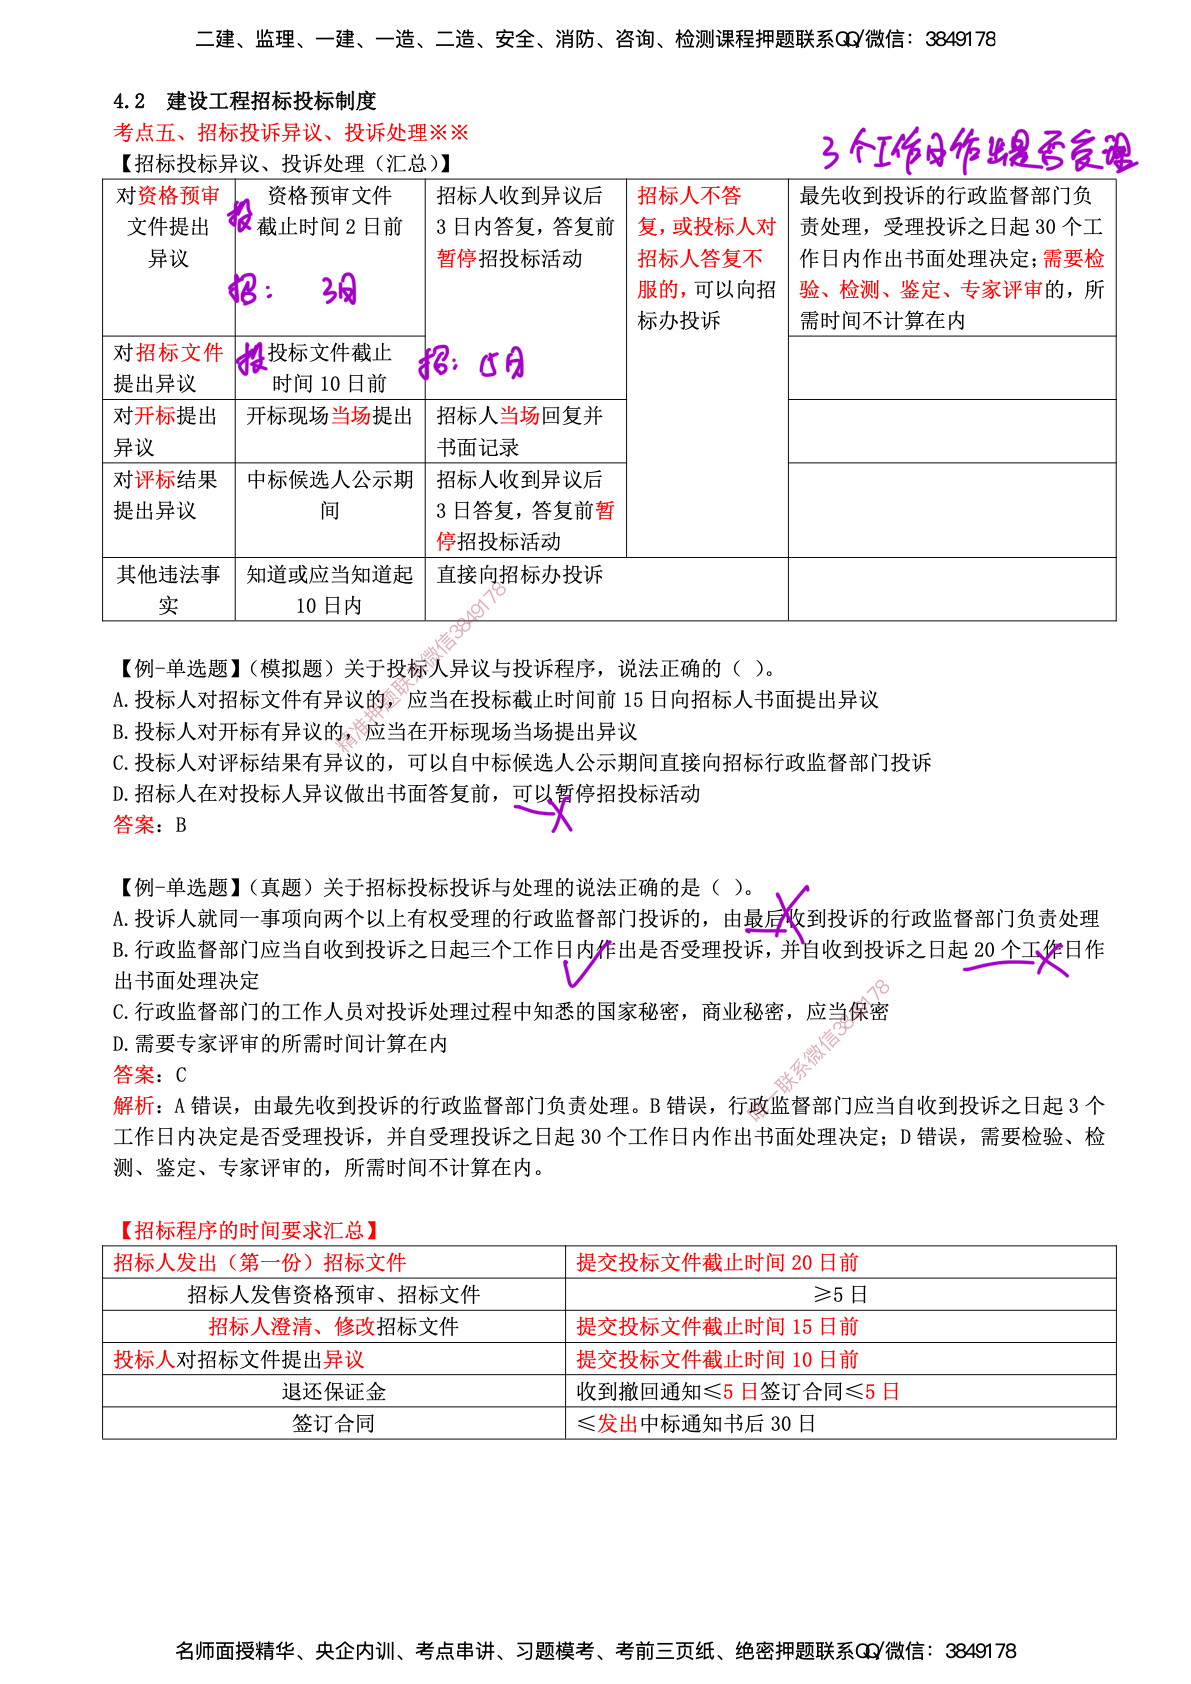 二建、监理、一建、一造、二造、安全、消防、咨询、检测课程押题联系QQ/微信：3849178
4.2 建设工程招标投标制度
考点五、招标投诉异议、投诉处理※※
3个工作日作出是否受理
【招标投标异议、投诉处理（汇总）】
对资格预审
文件提出
异议
投
资格预审文件
截止时间 2 日前
招： 3日
招标人收到异议后
3 日内答复，答复前
暂停招投标活动
招标人不答
复，或投标人对
招标人答复不
服的，可以向招
标办投诉
最先收到投诉的行政监督部门负
责处理，受理投诉之日起 30 个工
作日内作出书面处理决定；需要检
验、检测、鉴定、专家评审的，所
需时间不计算在内
对招标文件
提出异议
投
投标文件截止
时间 10 日前
招：15日
对开标提出
异议
开标现场当场提出
招标人当场回复并
书面记录
对评标结果
提出异议
中标候选人公示期
间
招标人收到异议后
3 日答复，答复前暂
停招投标活动
其他违法事
实
知道或应当知道起
10 日内
直接向招标办投诉
精准押题联系微信3849178
【例-单选题】（模拟题）关于投标人异议与投诉程序，说法正确的（ ）。
A.投标人对招标文件有异议的，应当在投标截止时间前 15 日向招标人书面提出异议
B.投标人对开标有异议的，应当在开标现场当场提出异议
C.投标人对评标结果有异议的，可以自中标候选人公示期间直接向招标行政监督部门投诉
D.招标人在对投标人异议做出书面答复前，可以暂停招投标活动
答案：B
【例-单选题】（真题）关于招标投标投诉与处理的说法正确的是（ ）。
A.投诉人就同一事项向两个以上有权受理的行政监督部门投诉的，由最后收到投诉的行政监督部门负责处理
B.行政监督部门应当自收到投诉之日起三个工作日内作出是否受理投诉，并自收到投诉之日起 20 个工作日作
出书面处理决定
C.行政监督部门的工作人员对投诉处理过程中知悉的国家秘密，商业秘密，应当保密
D.需要专家评审的所需时间计算在内
唯一联系微信3849178
答案：C
解析：A 错误，由最先收到投诉的行政监督部门负责处理。B 错误，行政监督部门应当自收到投诉之日起 3 个
工作日内决定是否受理投诉，并自受理投诉之日起 30 个工作日内作出书面处理决定；D 错误，需要检验、检
测、鉴定、专家评审的，所需时间不计算在内。
【招标程序的时间要求汇总】
招标人发出（第一份）招标文件
提交投标文件截止时间 20 日前
招标人发售资格预审、招标文件
≥5 日
招标人澄清、修改招标文件
提交投标文件截止时间 15 日前
投标人对招标文件提出异议
提交投标文件截止时间 10 日前
退还保证金
收到撤回通知≤5 日签订合同≤5 日
签订合同
≤发出中标通知书后 30 日
名师面授精华、央企内训、考点串讲、习题模考、考前三页纸、绝密押题联系QQ/微信：3849178